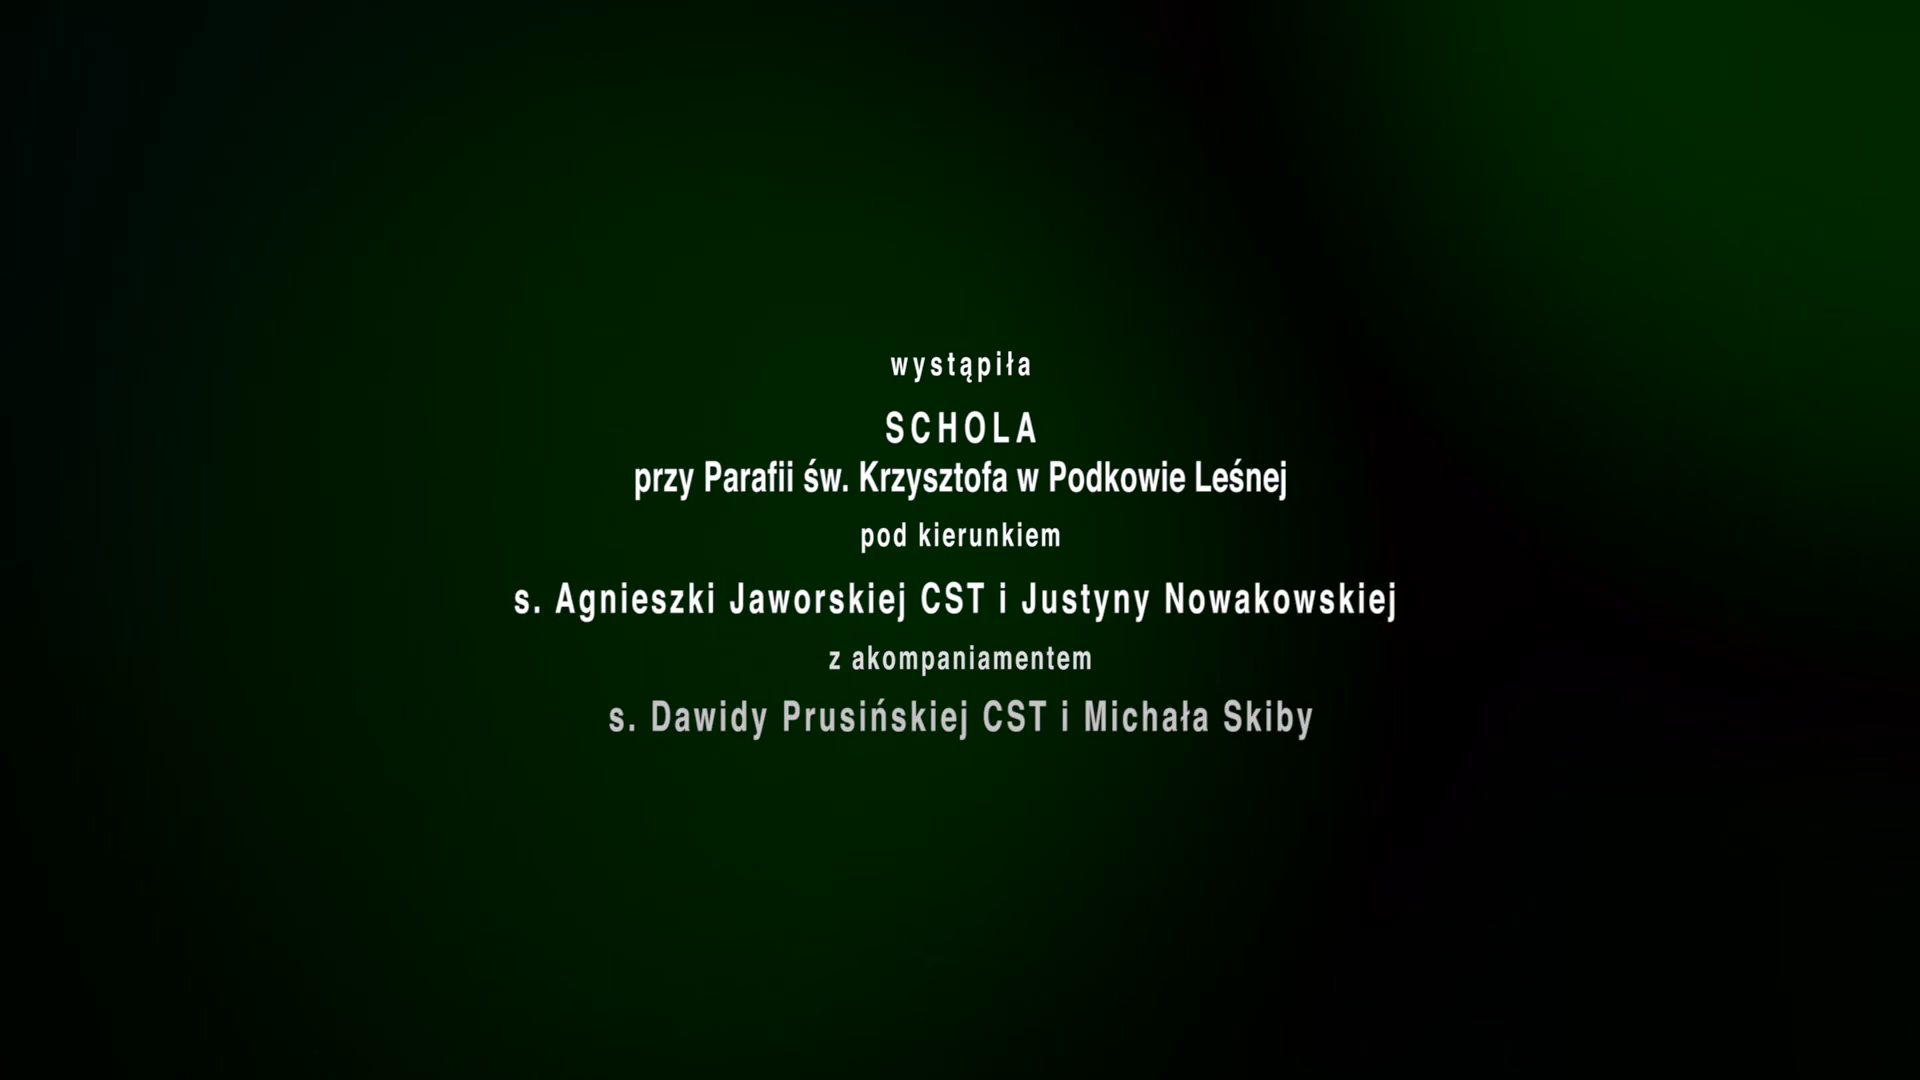 wystąpiła
SCHOLA
przy Parafii św. Krzysztofa w Podkowie Leśnej
pod kierunkiem
s. Agnieszki Jaworskiej CST i Justyny Nowakowskiej
z akompaniamentem
s. Dawidy Prusińskiej CST i Michała Skiby